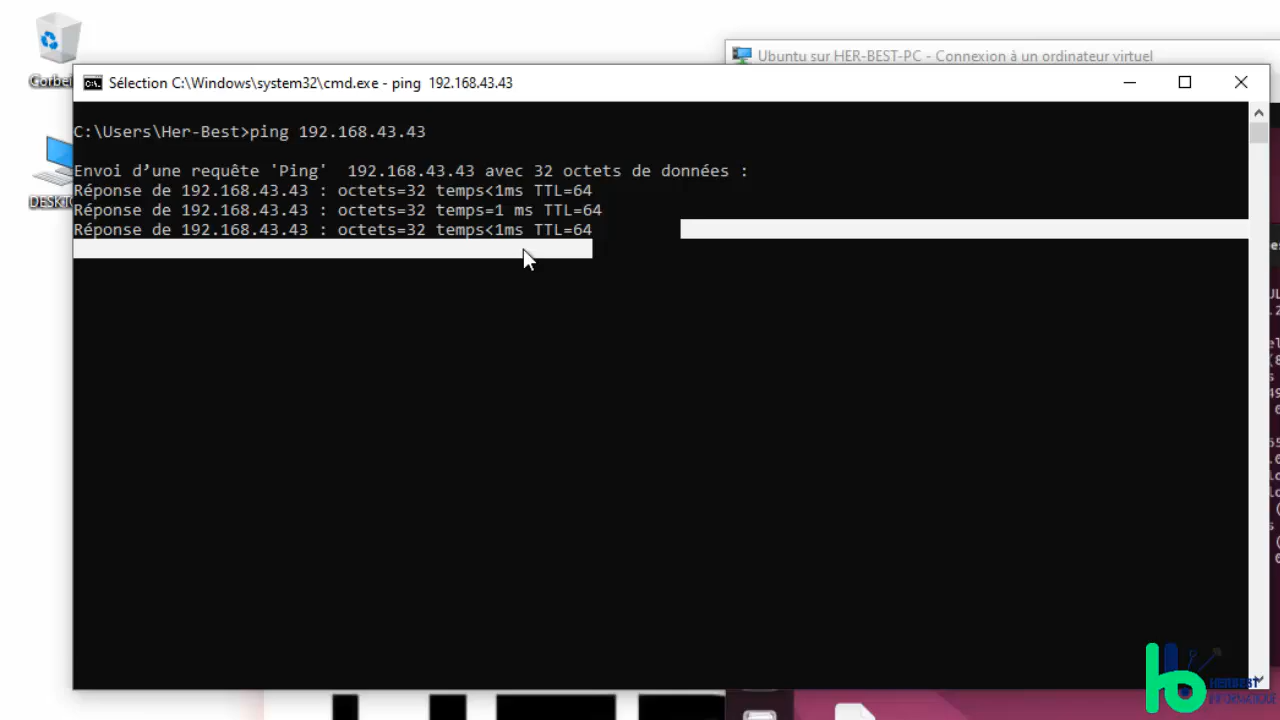 Ubuntu sur HER-BEST-PC - Connexion à un ordinateur virtuel
Sélection C:\Windows\system32\cmd.exe - ping  192.168.43.43
C:\Users\Her-Best>ping 192.168.43.43
Envoi d’une requête 'Ping'  192.168.43.43 avec 32 octets de données :
Réponse de 192.168.43.43 : octets=32 temps<1ms TTL=64
Réponse de 192.168.43.43 : octets=32 temps=1 ms TTL=64
Réponse de 192.168.43.43 : octets=32 temps<1ms TTL=64
HERBEST
INFORMATIQUE